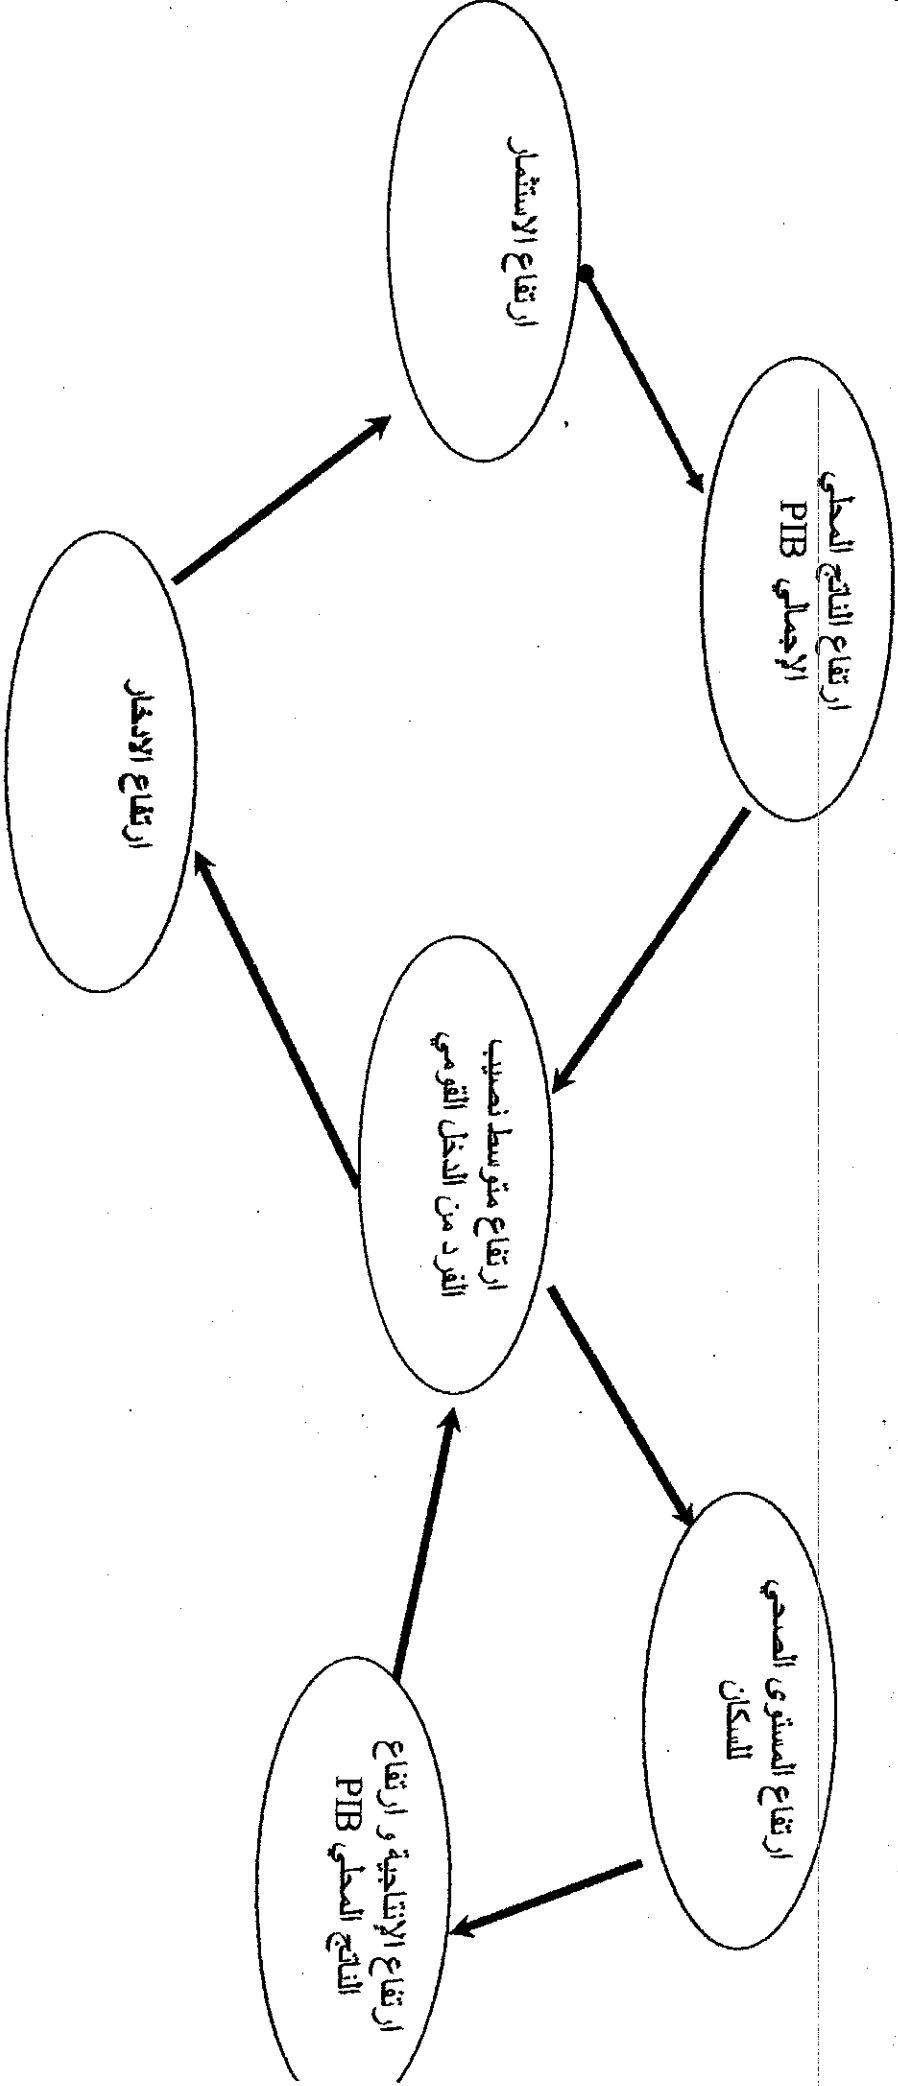 ارتفاع الاستثمار
ارتفاع الناتج المحلي
الإجمالي PIB
ارتفاع الادخار
ارتفاع متوسط نصيب
الفرد من الدخل القومي
ارتفاع المستوى الصحي
للسكان
ارتفاع الإنتاجية و ارتفاع
الناتج المحلي PIB